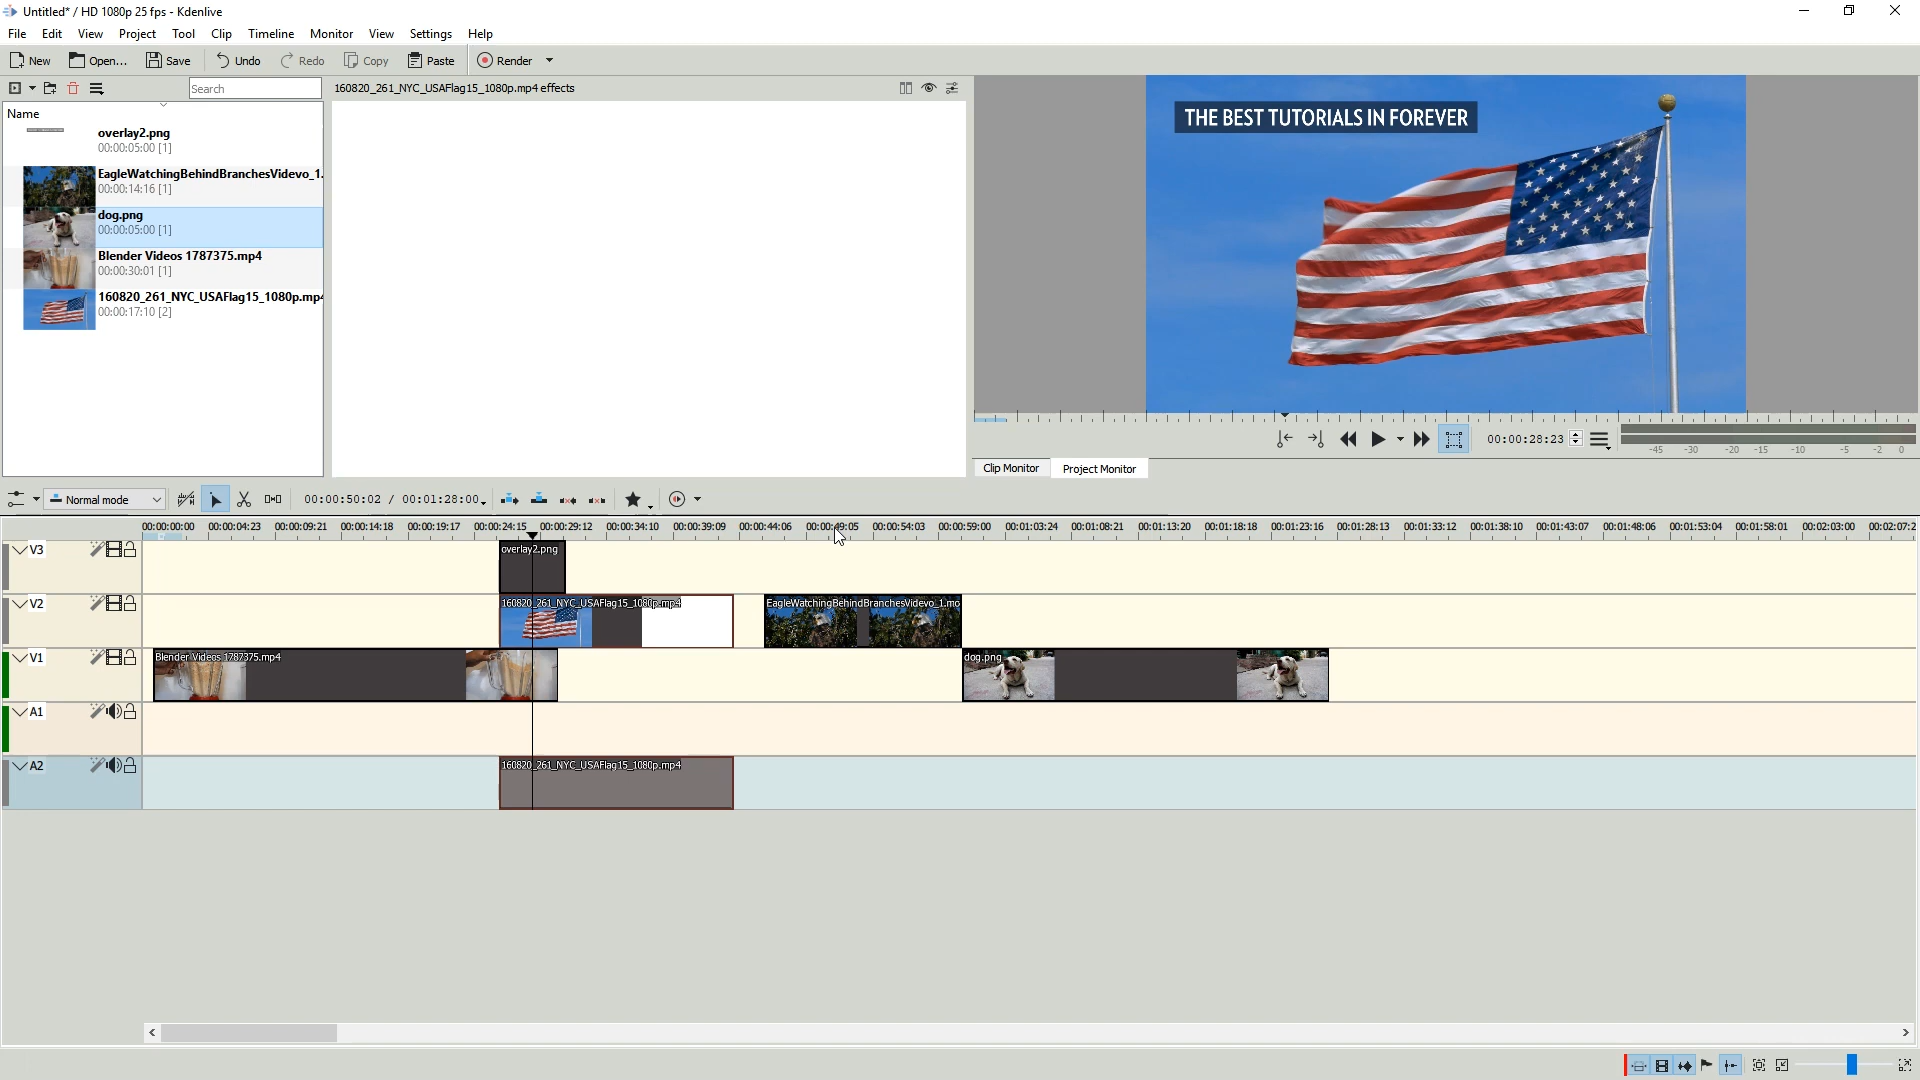 Untitled* / HD 1080p 25 fps - Kdenlive
File Edit View Project Tool Clip Timeline Monitor View Settings Help
New Open... Save Undo Redo Copy Paste Render
Search
160820_261_NYC_USAFlag15_1080p.mp4 effects
Name
overlay2.png
00:00:05:00 [1]
EagleWatchingBehindBranchesVidevo_1.
00:00:14:16 [1]
dog.png
00:00:05:00 [1]
Blender Videos 1787375.mp4
00:00:30:01 [1]
160820_261_NYC_USAFlag15_1080p.mp4
00:00:17:10 [2]
THE BEST TUTORIALS IN FOREVER
00:00:28:23
-45 -30 -20 -15 -10 -5 -2 0
Clip Monitor Project Monitor
Normal mode
00:00:50:02 / 00:01:28:00
00:00:00:00 00:00:04:23 00:00:09:21 00:00:14:18 00:00:19:17 00:00:24:15 00:00:29:12 00:00:34:10 00:00:39:09 00:00:44:06 00:00:49:05 00:00:54:03 00:00:59:00 00:01:03:24 00:01:08:21 00:01:13:20 00:01:18:18 00:01:23:16 00:01:28:13 00:01:33:12 00:01:38:10 00:01:43:07 00:01:48:06 00:01:53:04 00:01:58:01 00:02:03:00 00:02:07:2
V3
overlay2.png
V2
160820_261_NYC_USAFlag15_1080p.mp4
EagleWatchingBehindBranchesVidevo_1.mo
V1
Blender Videos 1787375.mp4
dog.png
A1
A2
160820_261_NYC_USAFlag15_1080p.mp4